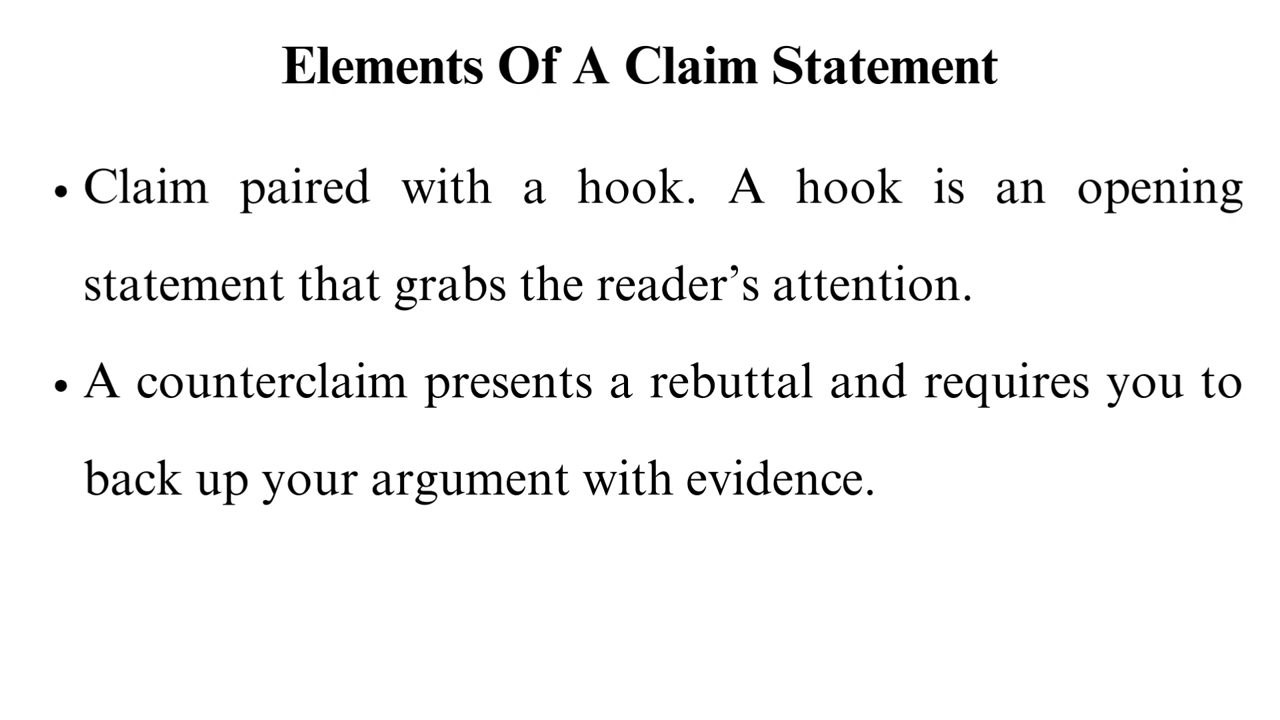 Elements Of A Claim Statement
• Claim paired with a hook. A hook is an opening
statement that grabs the reader’s attention.
• A counterclaim presents a rebuttal and requires you to
back up your argument with evidence.